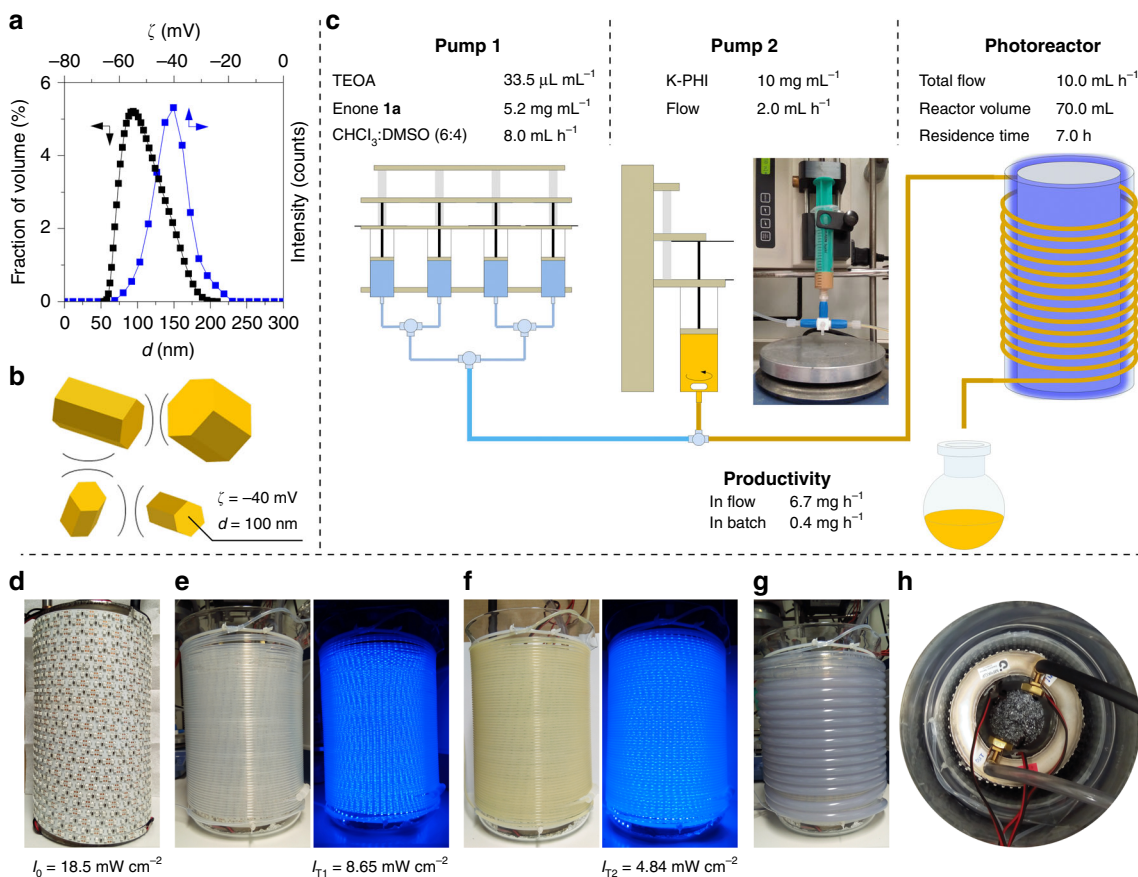 a
ζ (mV)
−80 −60 −40 −20 0
Fraction of volume (%)
6
4
2
0
Intensity (counts)
0 50 100 150 200 250 300
d (nm)
b
ζ = −40 mV
d = 100 nm
c
Pump 1
TEOA 33.5 μL mL⁻¹
Enone 1a 5.2 mg mL⁻¹
CHCl₃:DMSO (6:4) 8.0 mL h⁻¹
Pump 2
K-PHI 10 mg mL⁻¹
Flow 2.0 mL h⁻¹
Photoreactor
Total flow 10.0 mL h⁻¹
Reactor volume 70.0 mL
Residence time 7.0 h
Productivity
In flow 6.7 mg h⁻¹
In batch 0.4 mg h⁻¹
d
I₀ = 18.5 mW cm⁻²
e
I_T1 = 8.65 mW cm⁻²
f
I_T2 = 4.84 mW cm⁻²
g
h